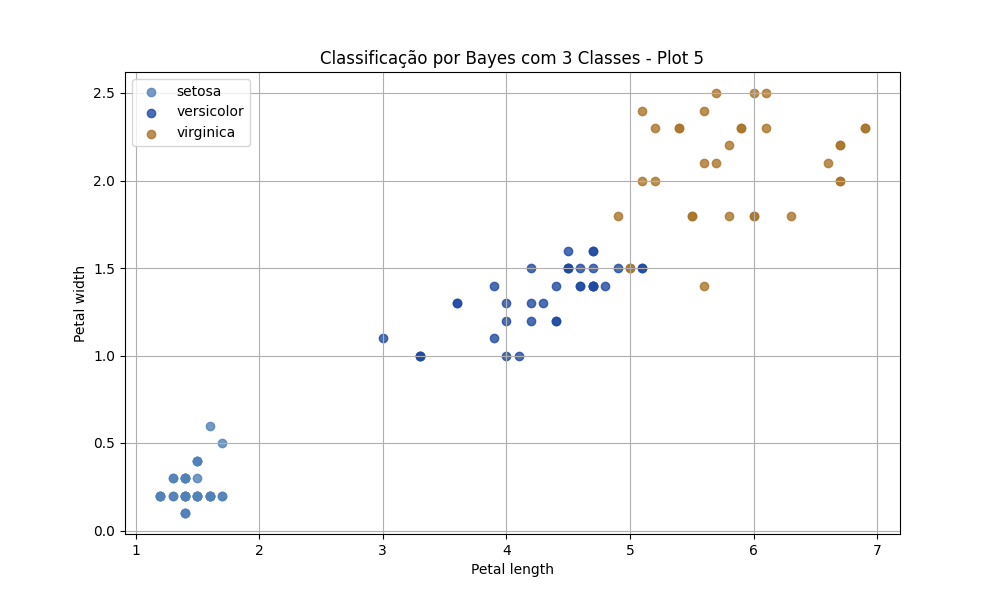 Classificação por Bayes com 3 Classes - Plot 5
setosa
versicolor
virginica
Petal width
2.5
2.0
1.5
1.0
0.5
0.0
1 2 3 4 5 6 7
Petal length